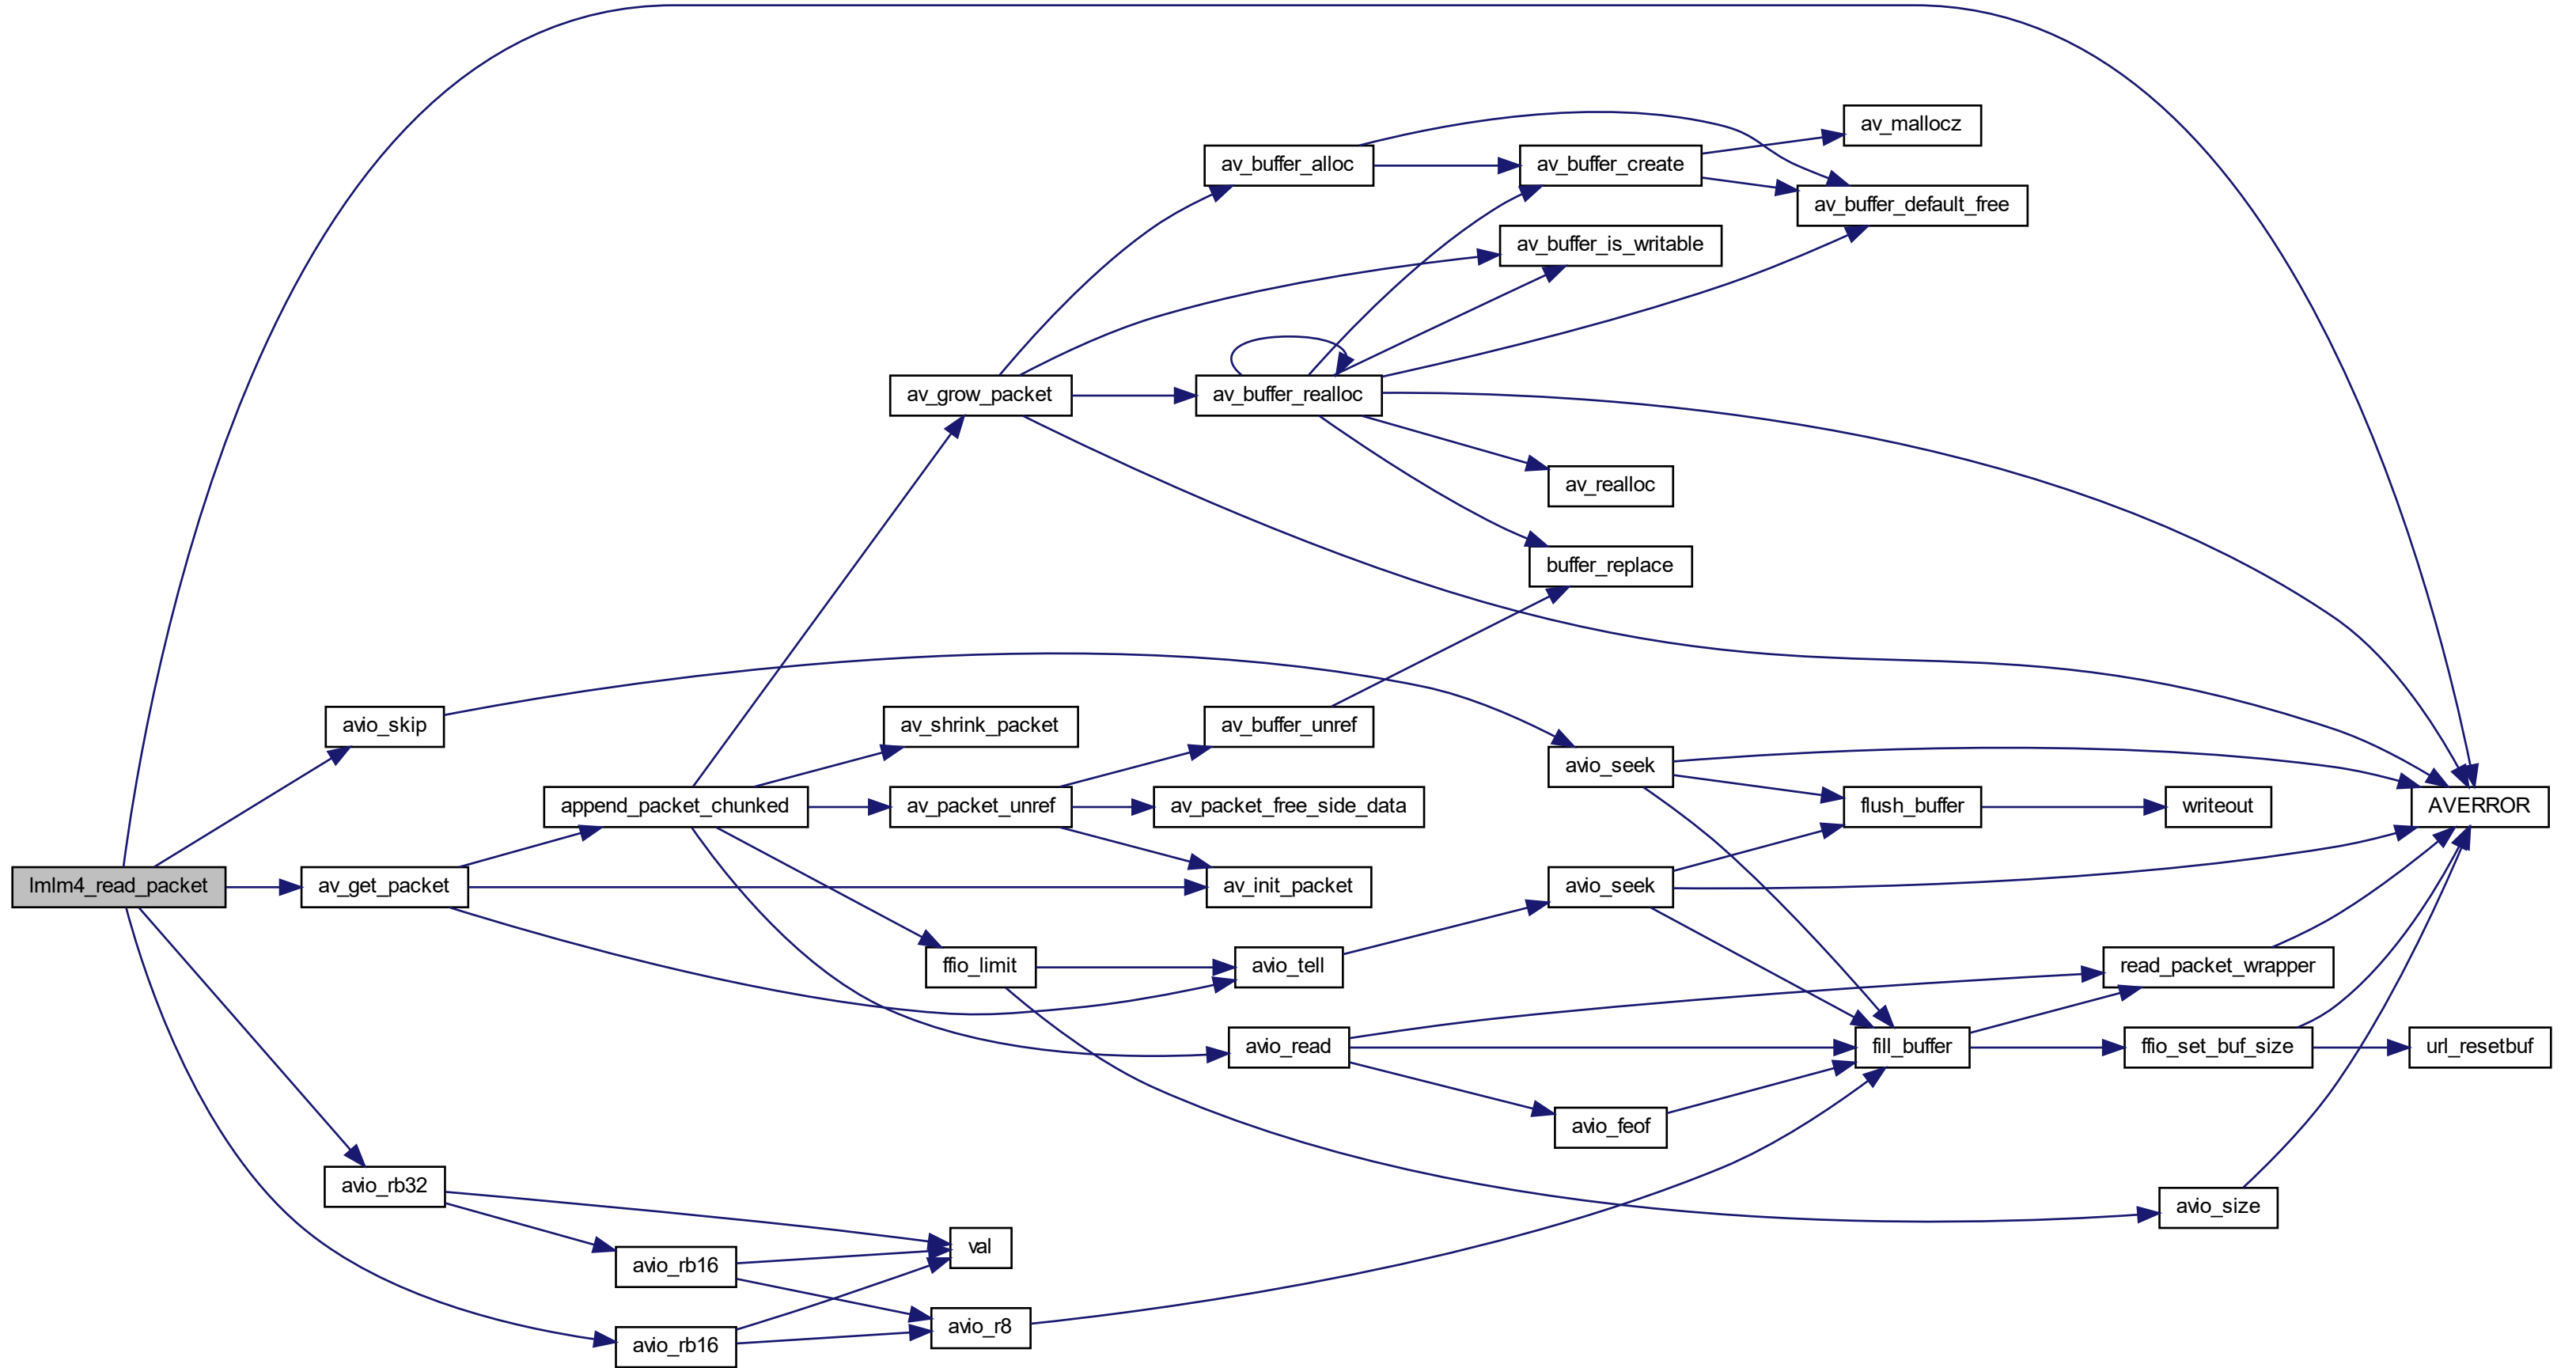 av_mallocz
av_buffer_alloc
av_buffer_create
av_buffer_default_free
av_buffer_is_writable
av_grow_packet
av_buffer_realloc
av_realloc
buffer_replace
avio_skip
av_shrink_packet
av_buffer_unref
avio_seek
append_packet_chunked
av_packet_unref
av_packet_free_side_data
flush_buffer
writeout
AVERROR
lmlm4_read_packet
av_get_packet
av_init_packet
avio_seek
ffio_limit
avio_tell
read_packet_wrapper
avio_read
fill_buffer
ffio_set_buf_size
url_resetbuf
avio_feof
avio_rb32
avio_size
avio_rb16
val
avio_r8
avio_rb16